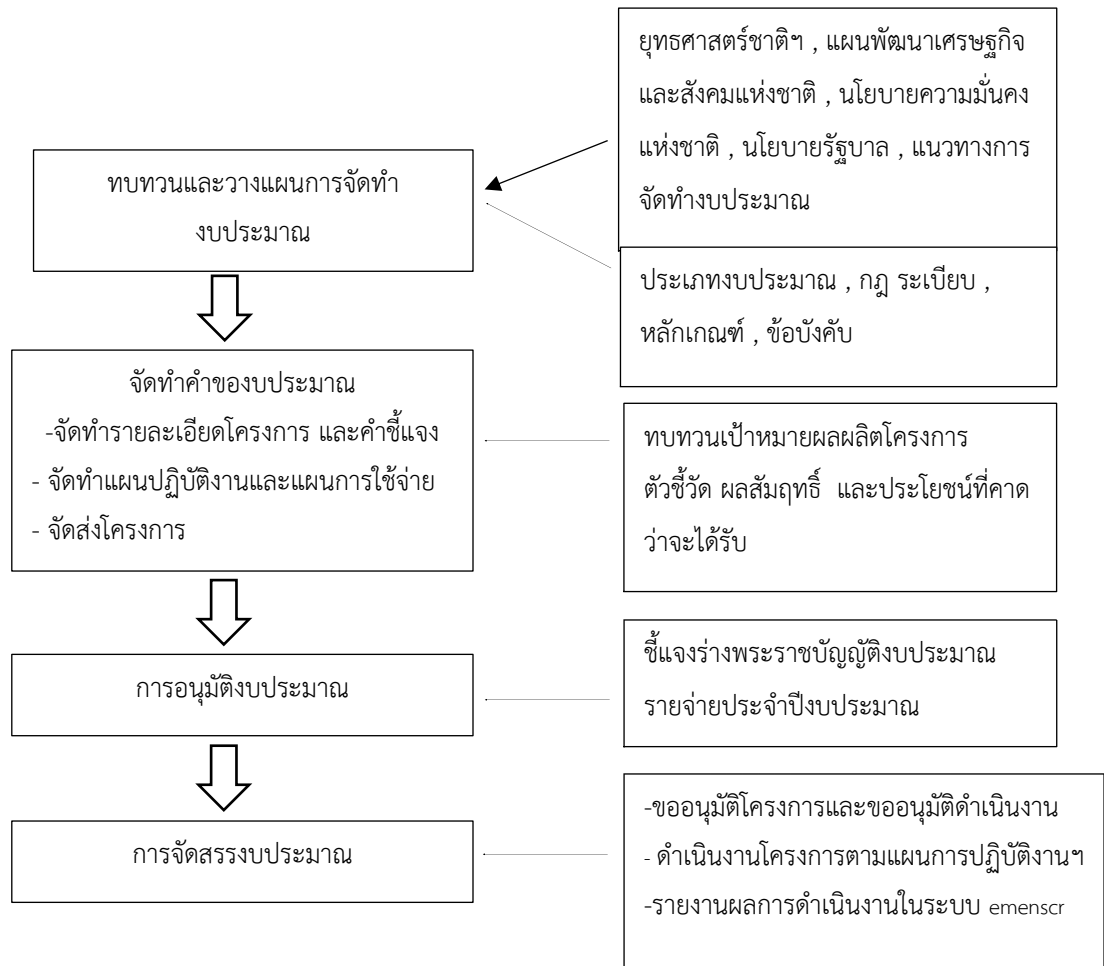 ยุทธศาสตร์ชาติฯ , แผนพัฒนาเศรษฐกิจ
และสังคมแห่งชาติ , นโยบายความมั่นคง
แห่งชาติ , นโยบายรัฐบาล , แนวทางการ
จัดทำงบประมาณ
ทบทวนและวางแผนการจัดทำ
งบประมาณ
ประเภทงบประมาณ , กฎ ระเบียบ ,
หลักเกณฑ์ , ข้อบังคับ
จัดทำคำของบประมาณ
-จัดทำรายละเอียดโครงการ และคำชี้แจง
- จัดทำแผนปฏิบัติงานและแผนการใช้จ่าย
- จัดส่งโครงการ
ทบทวนเป้าหมายผลผลิตโครงการ
ตัวชี้วัด ผลสัมฤทธิ์ และประโยชน์ที่คาด
ว่าจะได้รับ
การอนุมัติงบประมาณ
ชี้แจงร่างพระราชบัญญัติงบประมาณ
รายจ่ายประจำปีงบประมาณ
การจัดสรรงบประมาณ
-ขออนุมัติโครงการและขออนุมัติดำเนินงาน
- ดำเนินงานโครงการตามแผนการปฏิบัติงานฯ
-รายงานผลการดำเนินงานในระบบ emenscr